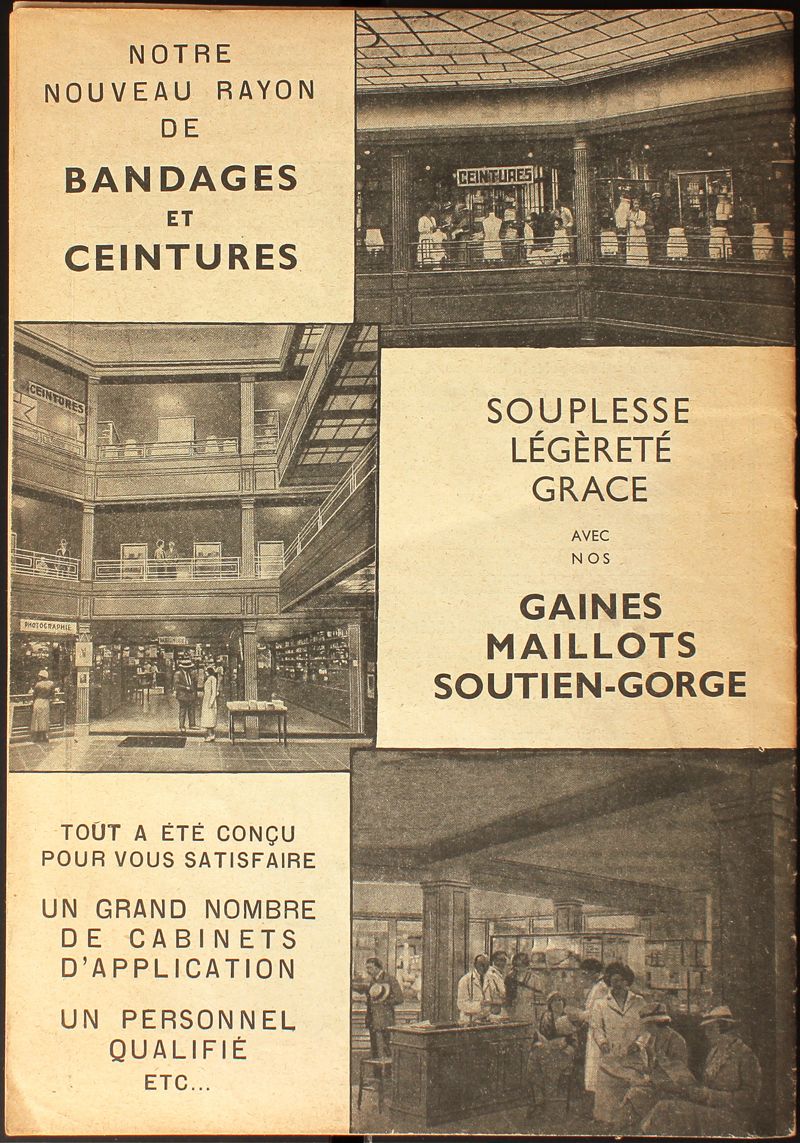 NOTRE
NOUVEAU RAYON
DE
BANDAGES
ET
CEINTURES
CEINTURES
CEINTURES
PHOTOGRAPHIE
SOUPLESSE
LÉGÈRETÉ
GRACE
AVEC
NOS
GAINES
MAILLOTS
SOUTIEN-GORGE
TOUT A ÉTÉ CONÇU
POUR VOUS SATISFAIRE
UN GRAND NOMBRE
DE CABINETS
D'APPLICATION
UN PERSONNEL
QUALIFIÉ
ETC...